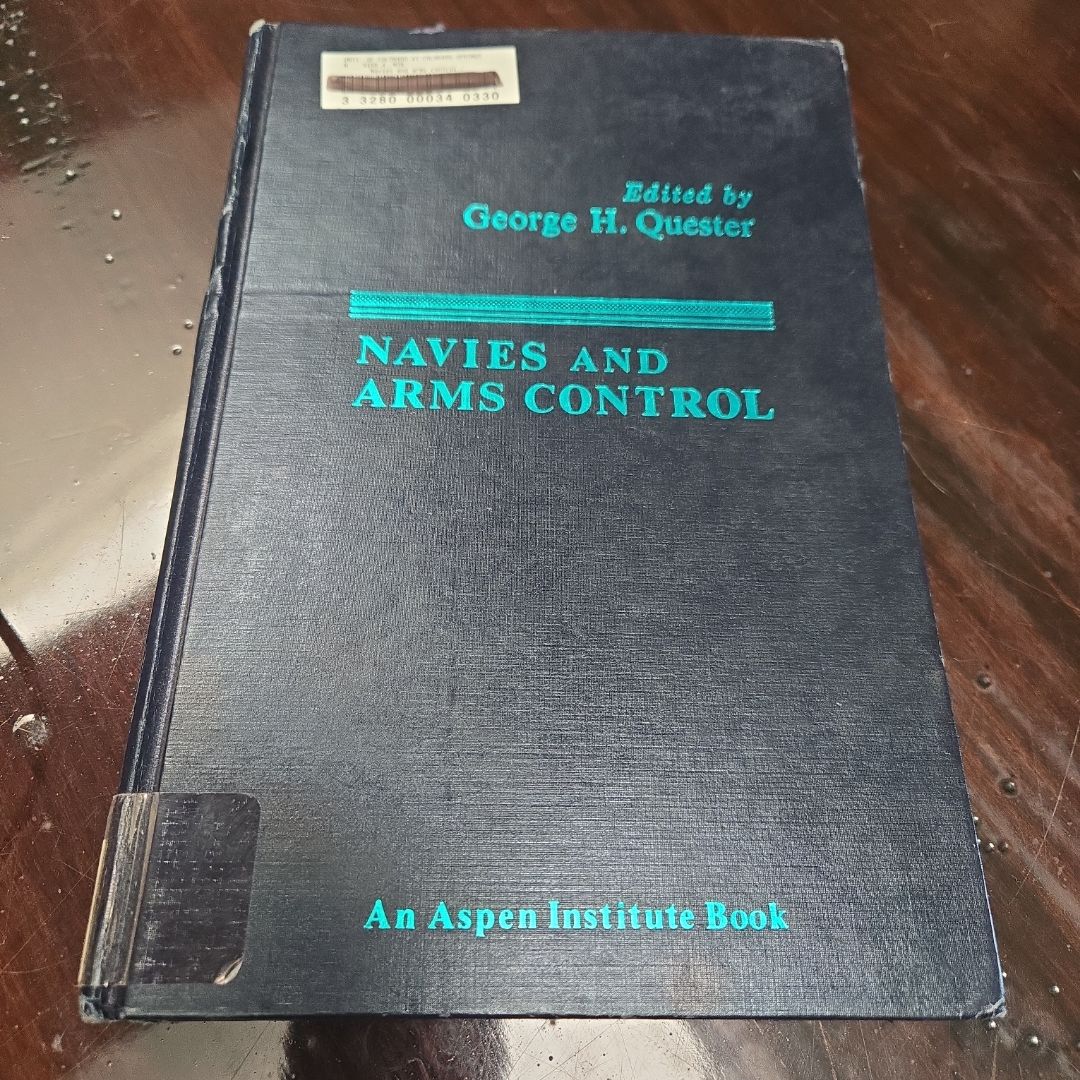 3 3280 00034 0330
Edited by
George H. Quester
NAVIES AND
ARMS CONTROL
An Aspen Institute Book